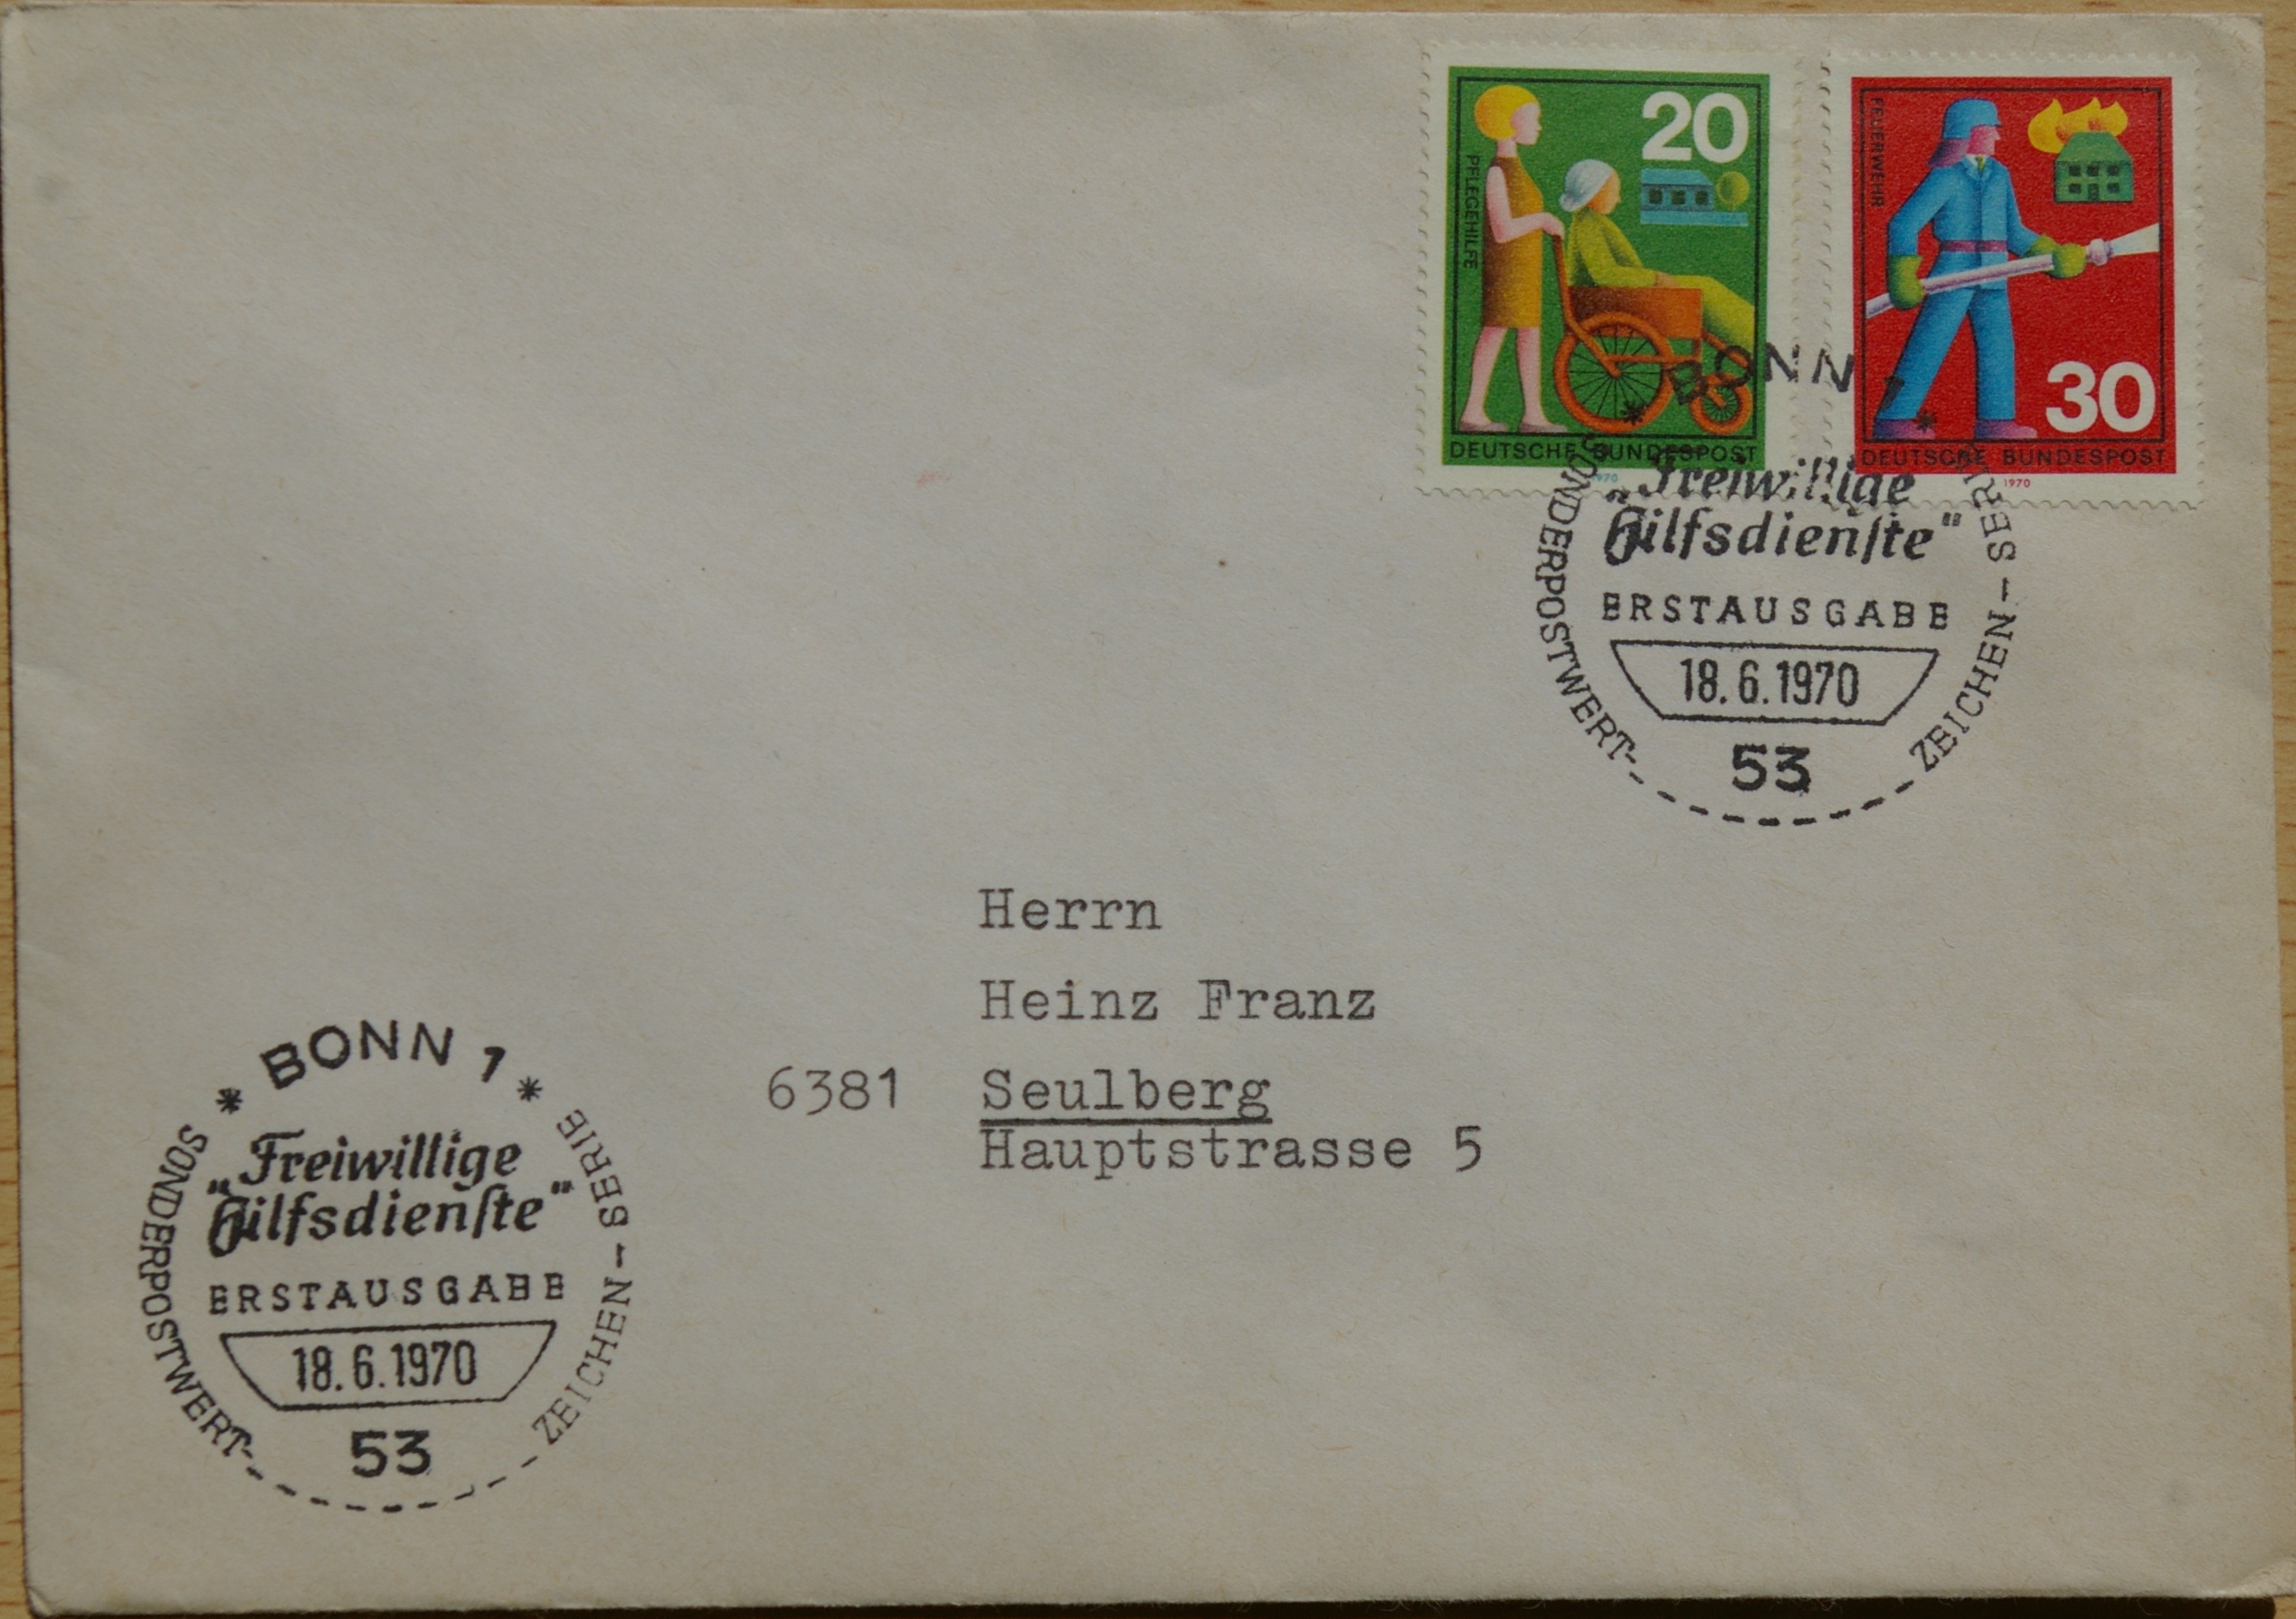 20
PFLEGEHILFE
DEUTSCHE BUNDESPOST
1970
FEUERWEHR
30
DEUTSCHE BUNDESPOST
1970
* BONN 1 *
„Freiwillige
Hilfsdienſte"
ERSTAUSGABE
18.6.1970
53
SONDERPOSTWERT-
ZEICHEN-SERIE
Herrn
Heinz Franz
6381 Seulberg
Hauptstrasse 5
* BONN 1 *
„Freiwillige
Hilfsdienſte"
ERSTAUSGABE
18.6.1970
53
SONDERPOSTWERT-
ZEICHEN-SERIE